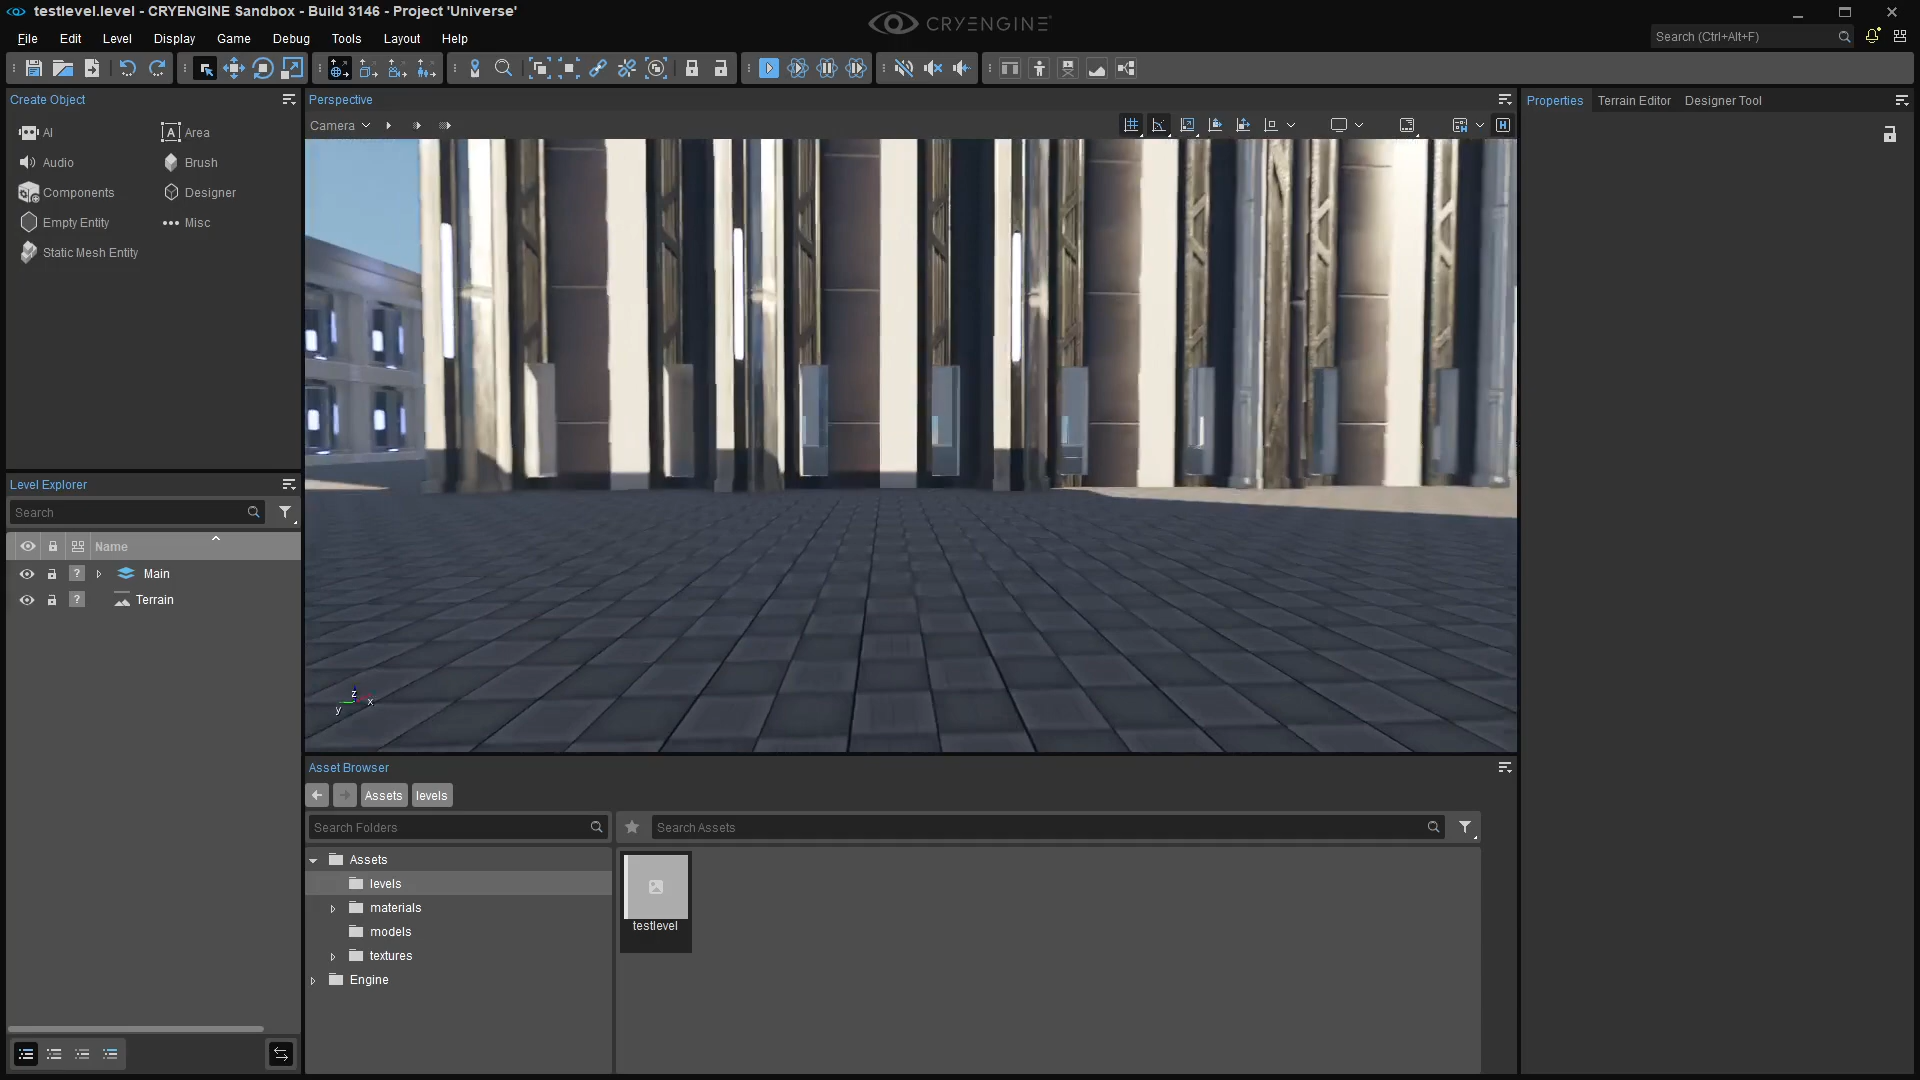 testlevel.level - CRYENGINE Sandbox - Build 3146 - Project 'Universe'
CRYENGINE
File Edit Level Display Game Debug Tools Layout Help
Search (Ctrl+Alt+F)
Create Object
AI
Area
Audio
Brush
Components
Designer
Empty Entity
Misc
Static Mesh Entity
Level Explorer
Search
Name
? Main
? Terrain
Perspective
Camera
H
z
y
x
Asset Browser
Assets levels
Search Folders
Search Assets
Assets
levels
materials
models
textures
Engine
testlevel
Properties Terrain Editor Designer Tool